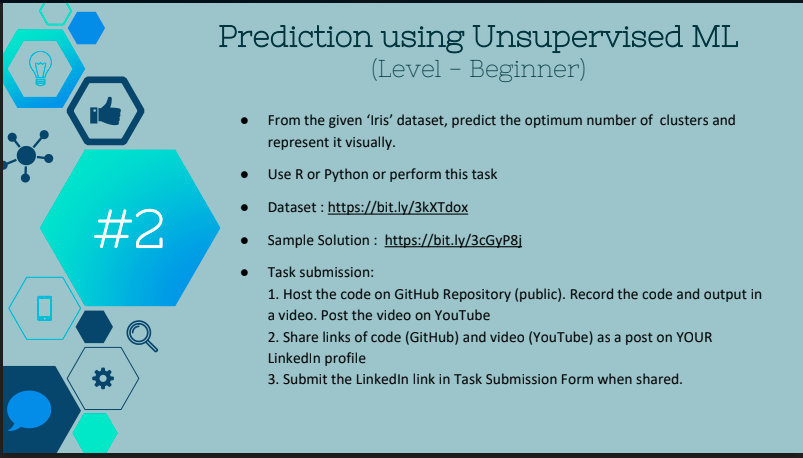 Prediction using Unsupervised ML
(Level – Beginner)
#2
● From the given ‘Iris’ dataset, predict the optimum number of clusters and
represent it visually.
● Use R or Python or perform this task
● Dataset : https://bit.ly/3kXTdox
● Sample Solution : https://bit.ly/3cGyP8j
● Task submission:
1. Host the code on GitHub Repository (public). Record the code and output in
a video. Post the video on YouTube
2. Share links of code (GitHub) and video (YouTube) as a post on YOUR
LinkedIn profile
3. Submit the LinkedIn link in Task Submission Form when shared.